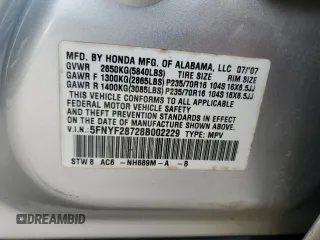 MFD. BY HONDA MFG. OF ALABAMA, LLC 07/'07
GVWR 2650KG(5840LBS) TIRE SIZE RIM SIZE
GAWR F 1300KG(2865LBS)P235/70R16 104S 16X6.5JJ
GAWR R 1400KG(3085LBS)P235/70R16 104S 16X6.5JJ
THIS VEHICLE CONFORMS TO ALL APPLICABLE FEDERAL
MOTOR VEHICLE SAFETY AND THEFT PREVENTION STANDARDS
IN EFFECT ON THE DATE OF MANUFACTURE SHOWN ABOVE.
V.I.N.: 5FNYF28728B002229 TYPE: MPV
STW 8 AC6 -NH689M-A -B
DREAMBID